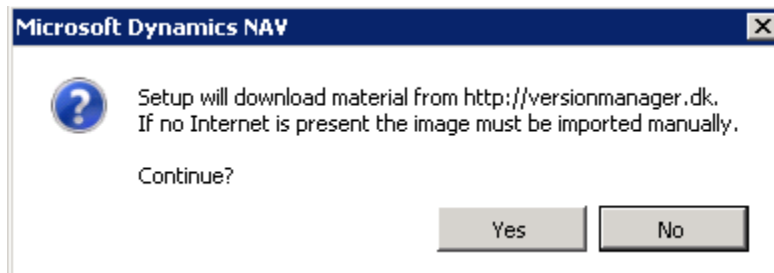 Microsoft Dynamics NAV
Setup will download material from http://versionmanager.dk.
If no Internet is present the image must be imported manually.
Continue?
Yes No